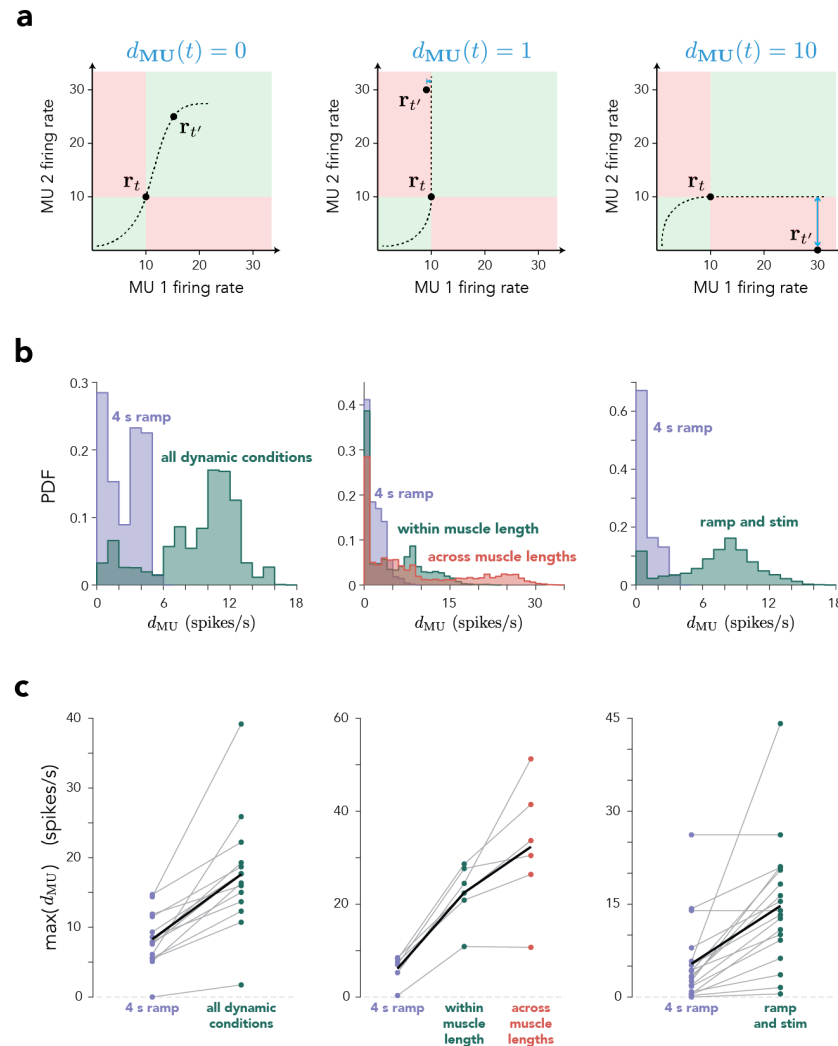 a
d_MU(t) = 0
d_MU(t) = 1
d_MU(t) = 10
MU 2 firing rate
30
20
10
r_t
r_t′
10
20
30
MU 1 firing rate
MU 2 firing rate
30
20
10
r_t′
r_t
10
20
30
MU 1 firing rate
MU 2 firing rate
30
20
10
r_t
r_t′
10
20
30
MU 1 firing rate
b
PDF
0.3
0.2
0.1
0
4 s ramp
all dynamic conditions
0 6 12 18
d_MU (spikes/s)
0.4
0.3
0.2
0.1
0
4 s ramp
within muscle length
across muscle lengths
0 15 30
d_MU (spikes/s)
0.6
0.4
0.2
0
4 s ramp
ramp and stim
0 6 12 18
d_MU (spikes/s)
c
max(d_MU) (spikes/s)
40
30
20
10
0
4 s ramp
all dynamic
conditions
60
40
20
0
4 s ramp
within
muscle
length
across
muscle
lengths
45
30
15
0
4 s ramp
ramp
and stim